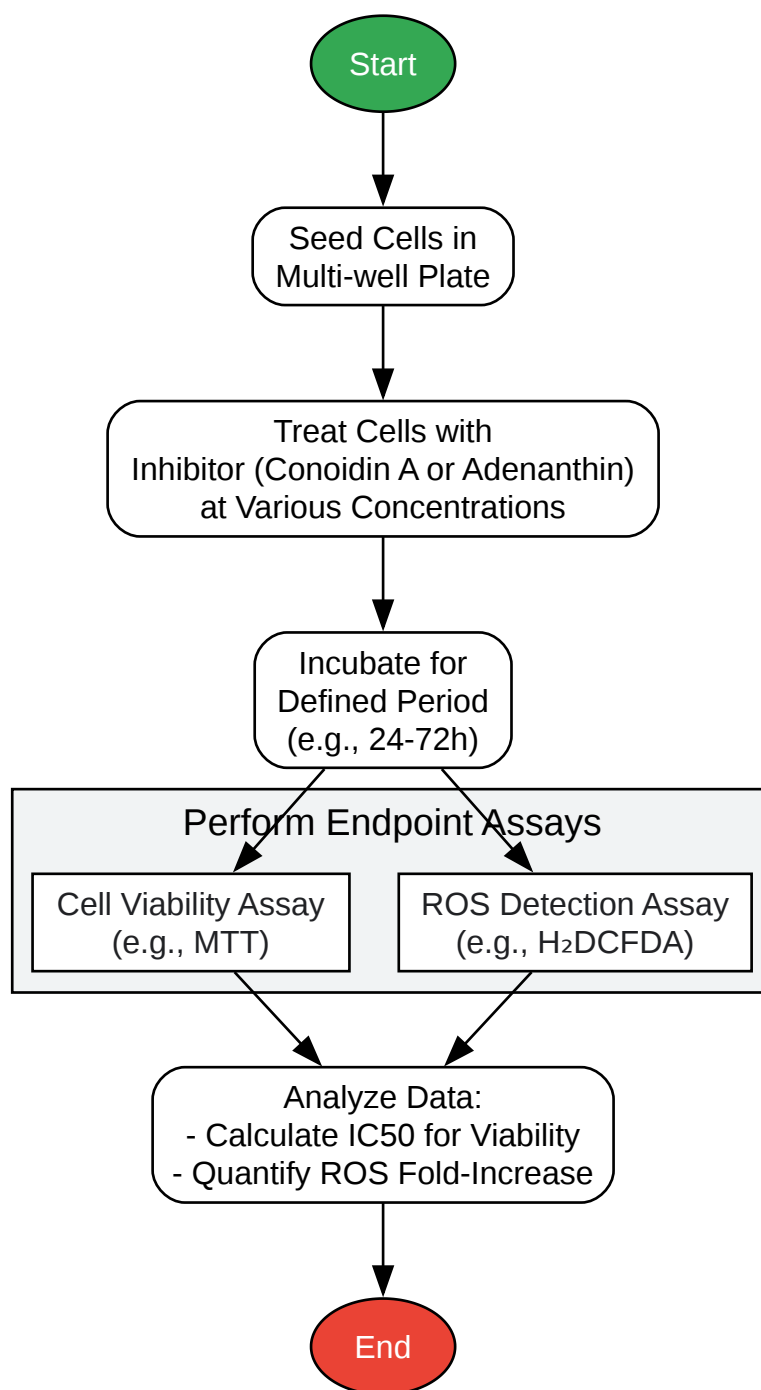 Start
Seed Cells in
Multi-well Plate
Treat Cells with
Inhibitor (Conoidin A or Adenanthin)
at Various Concentrations
Incubate for
Defined Period
(e.g., 24-72h)
Perform Endpoint Assays
Cell Viability Assay
(e.g., MTT)
ROS Detection Assay
(e.g., H₂DCFDA)
Analyze Data:
- Calculate IC50 for Viability
- Quantify ROS Fold-Increase
End